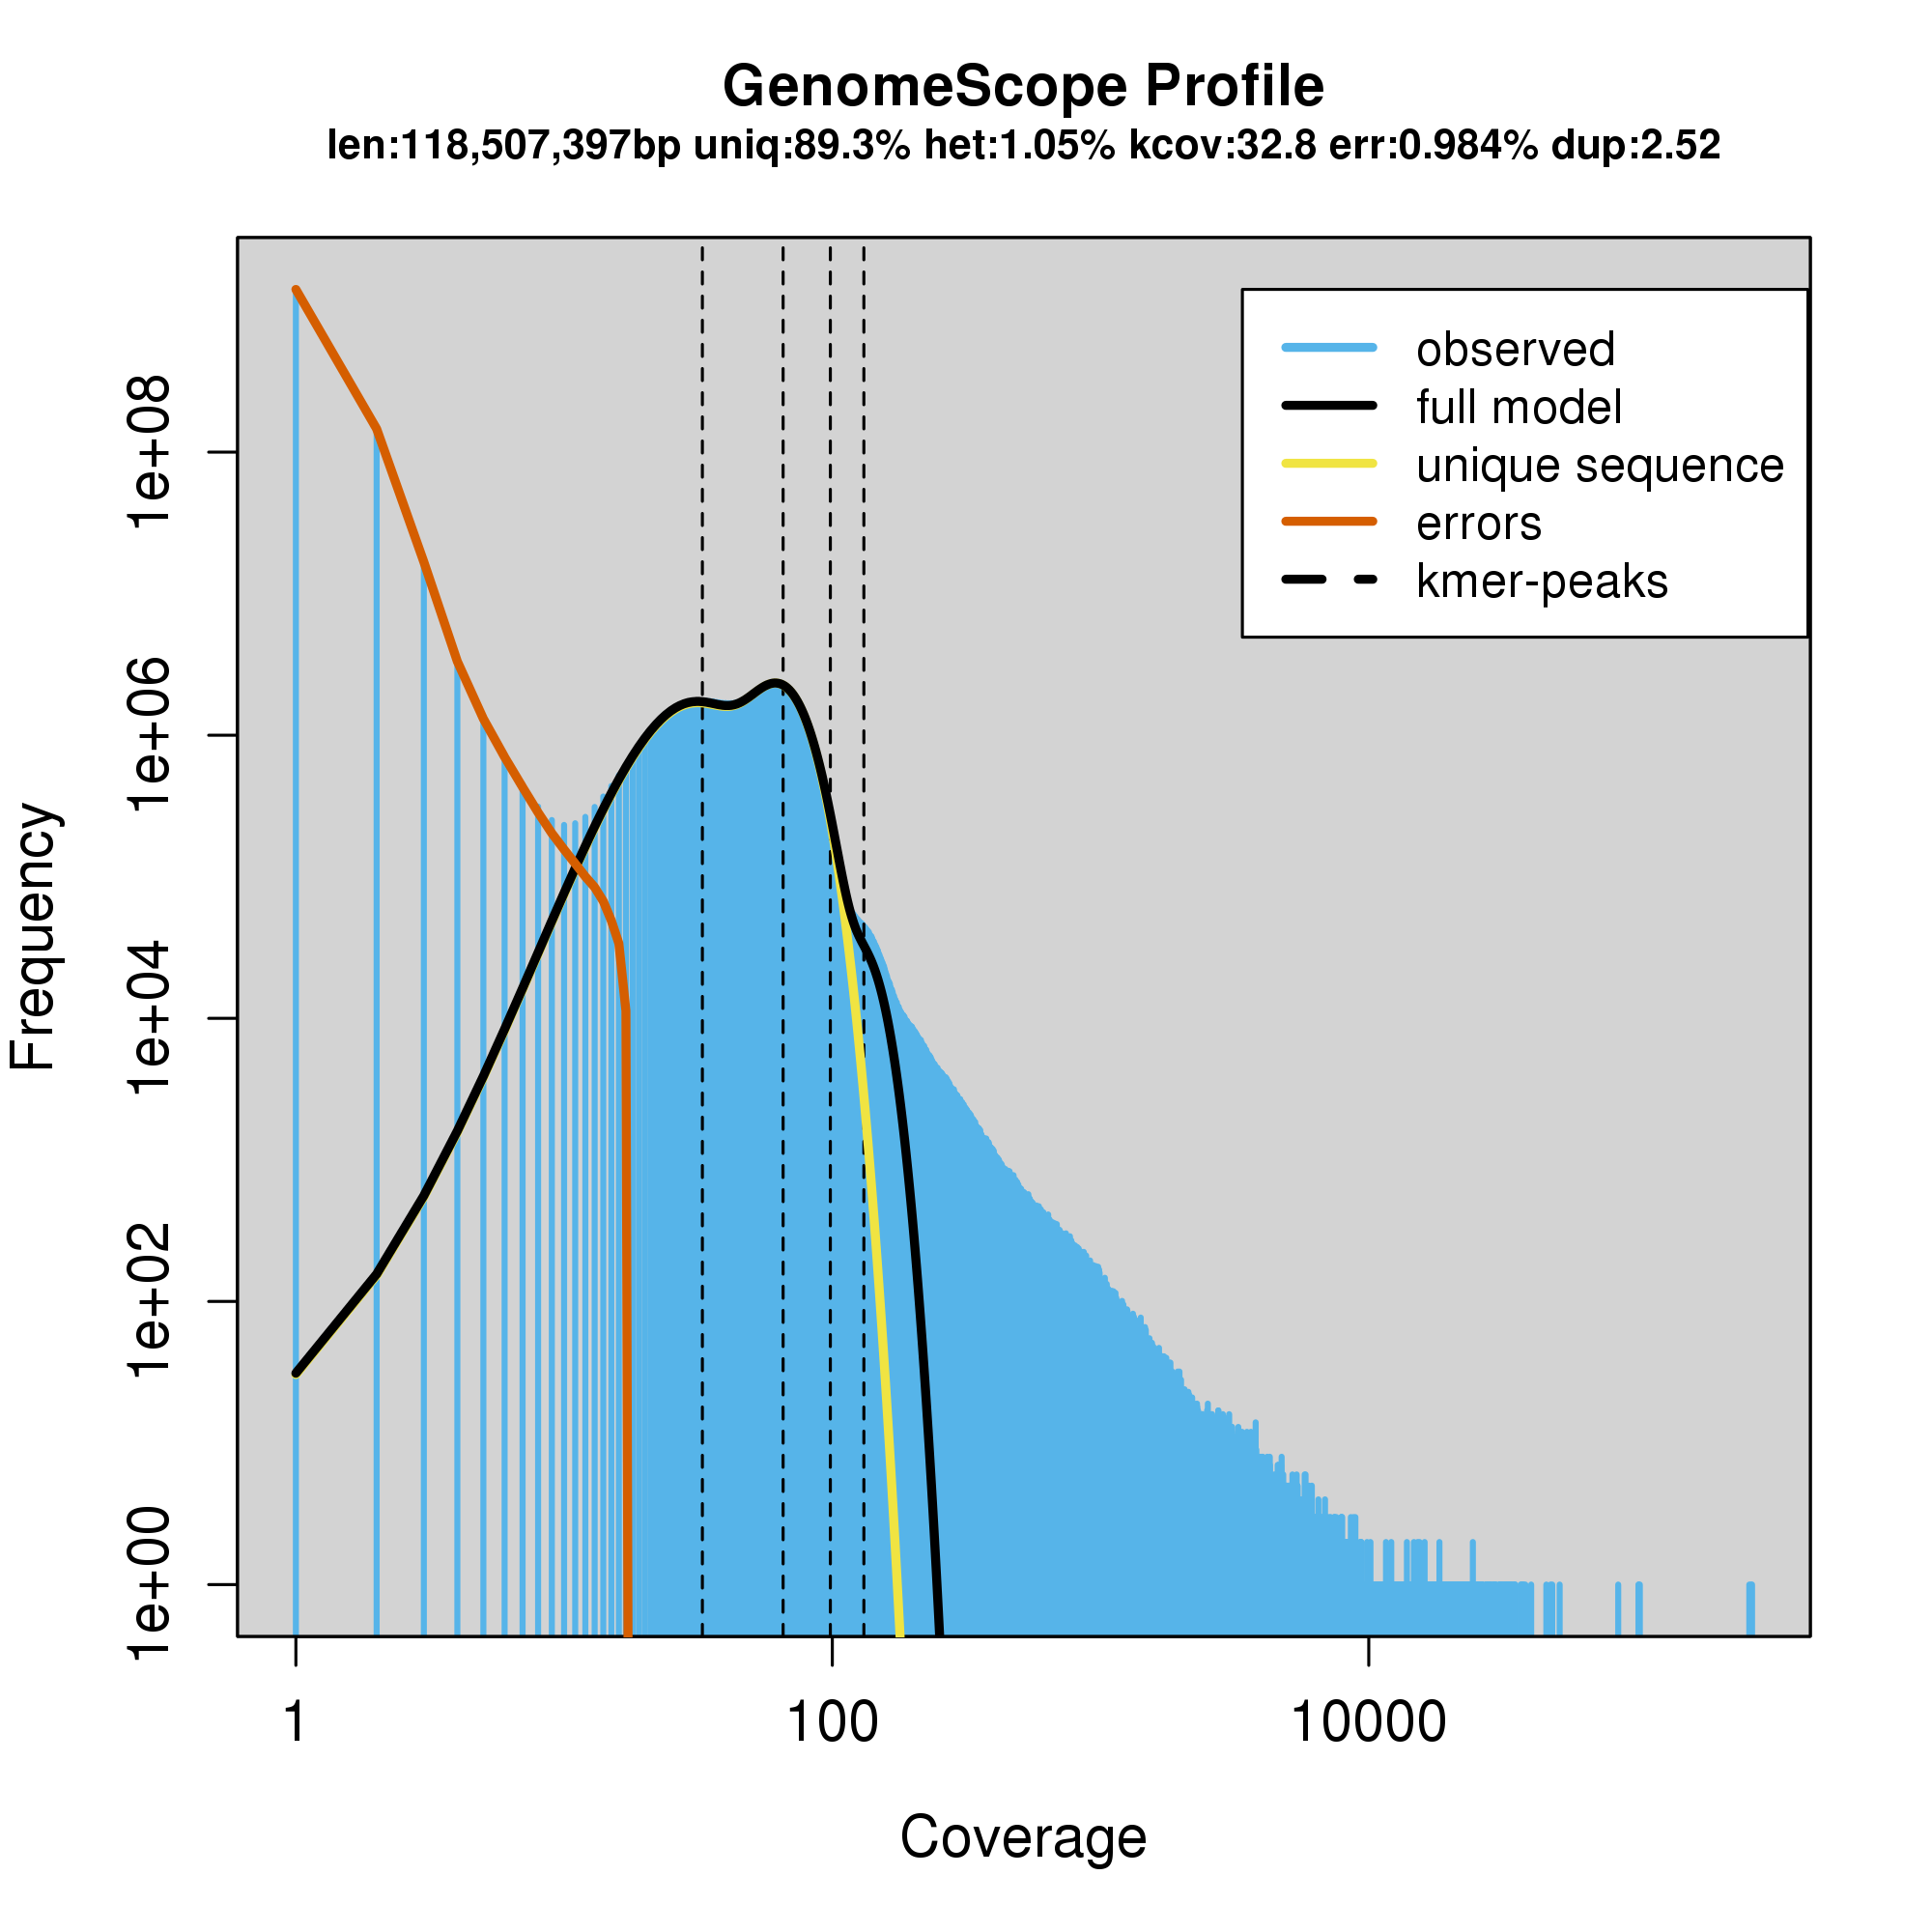 GenomeScope Profile
len:118,507,397bp uniq:89.3% het:1.05% kcov:32.8 err:0.984% dup:2.52
observed
full model
unique sequence
errors
kmer-peaks
Frequency
1e+08
1e+06
1e+04
1e+02
1e+00
1 100 10000
Coverage